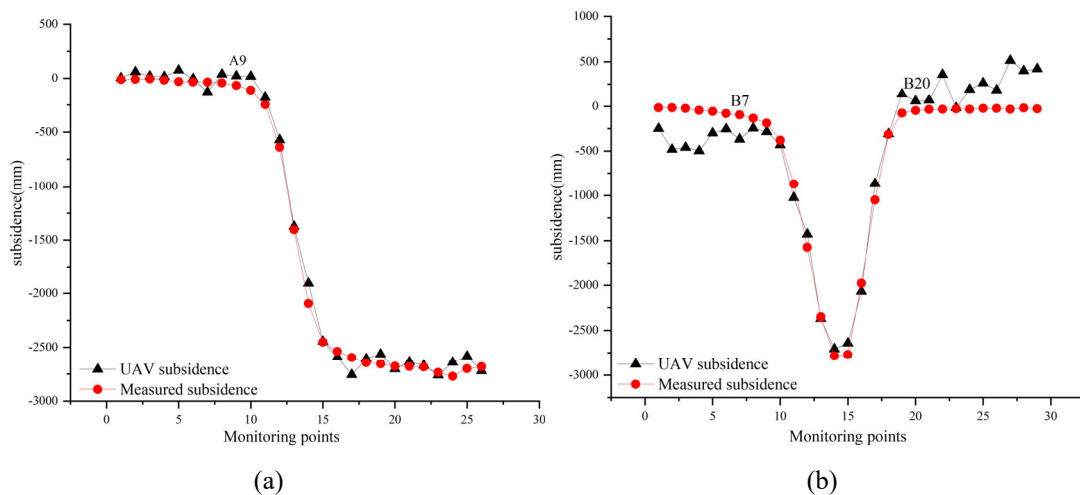 500
0
-500
-1000
-1500
-2000
-2500
-3000
subsidence(mm)
A9
UAV subsidence
Measured subsidence
0 5 10 15 20 25 30
Monitoring points
(a)
1000
500
0
-500
-1000
-1500
-2000
-2500
-3000
subsidence(mm)
B7
B20
UAV subsidence
Measured subsidence
0 5 10 15 20 25 30
Monitoring points
(b)